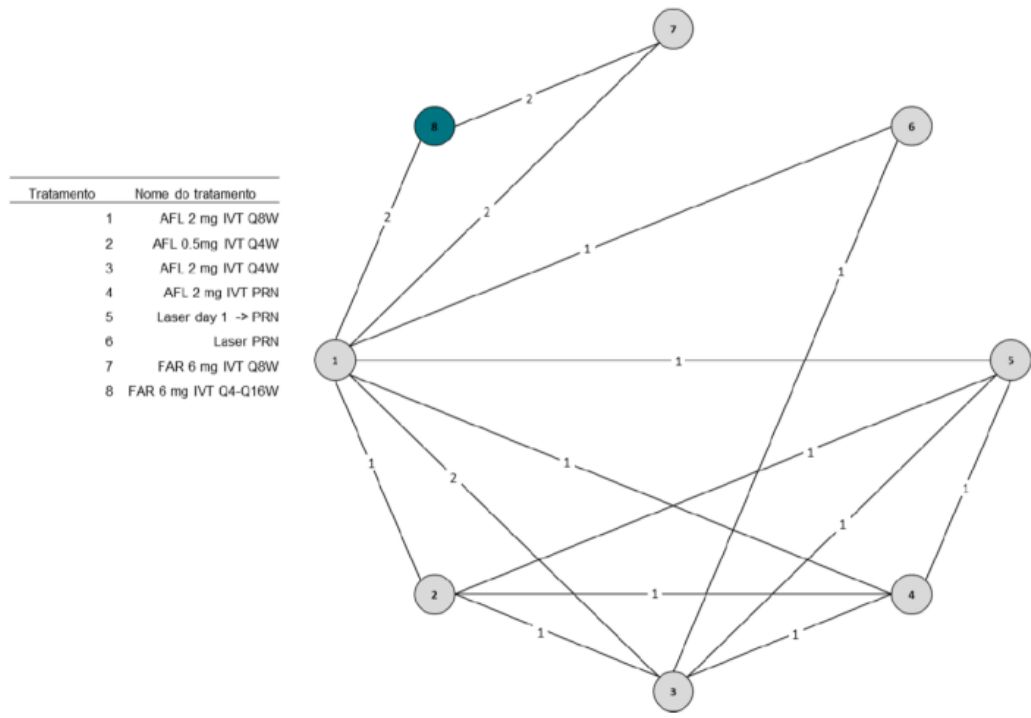 7
2
8
6
2
2
1
1
Tratamento Nome do tratamento
1 AFL 2 mg IVT Q8W
2 AFL 0.5mg IVT Q4W
3 AFL 2 mg IVT Q4W
4 AFL 2 mg IVT PRN
5 Laser day 1 -> PRN
6 Laser PRN
7 FAR 6 mg IVT Q8W
8 FAR 6 mg IVT Q4-Q16W
1
1
5
1
1
1
2
1
1
2
1
4
1
1
3